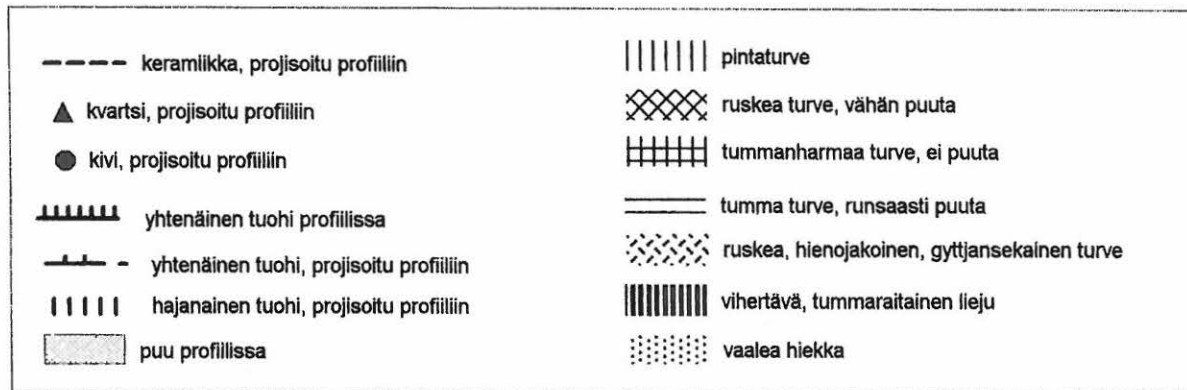 keramiikka, projisoitu profiiliin
kvartsi, projisoitu profiiliin
kivi, projisoitu profiiliin
yhtenäinen tuohi profiilissa
yhtenäinen tuohi, projisoitu profiiliin
hajanainen tuohi, projisoitu profiiliin
puu profiilissa
pintaturve
ruskea turve, vähän puuta
tummanharmaa turve, ei puuta
tumma turve, runsaasti puuta
ruskea, hienojakoinen, gyttjansekainen turve
vihertävä, tummaraitainen lieju
vaalea hiekka